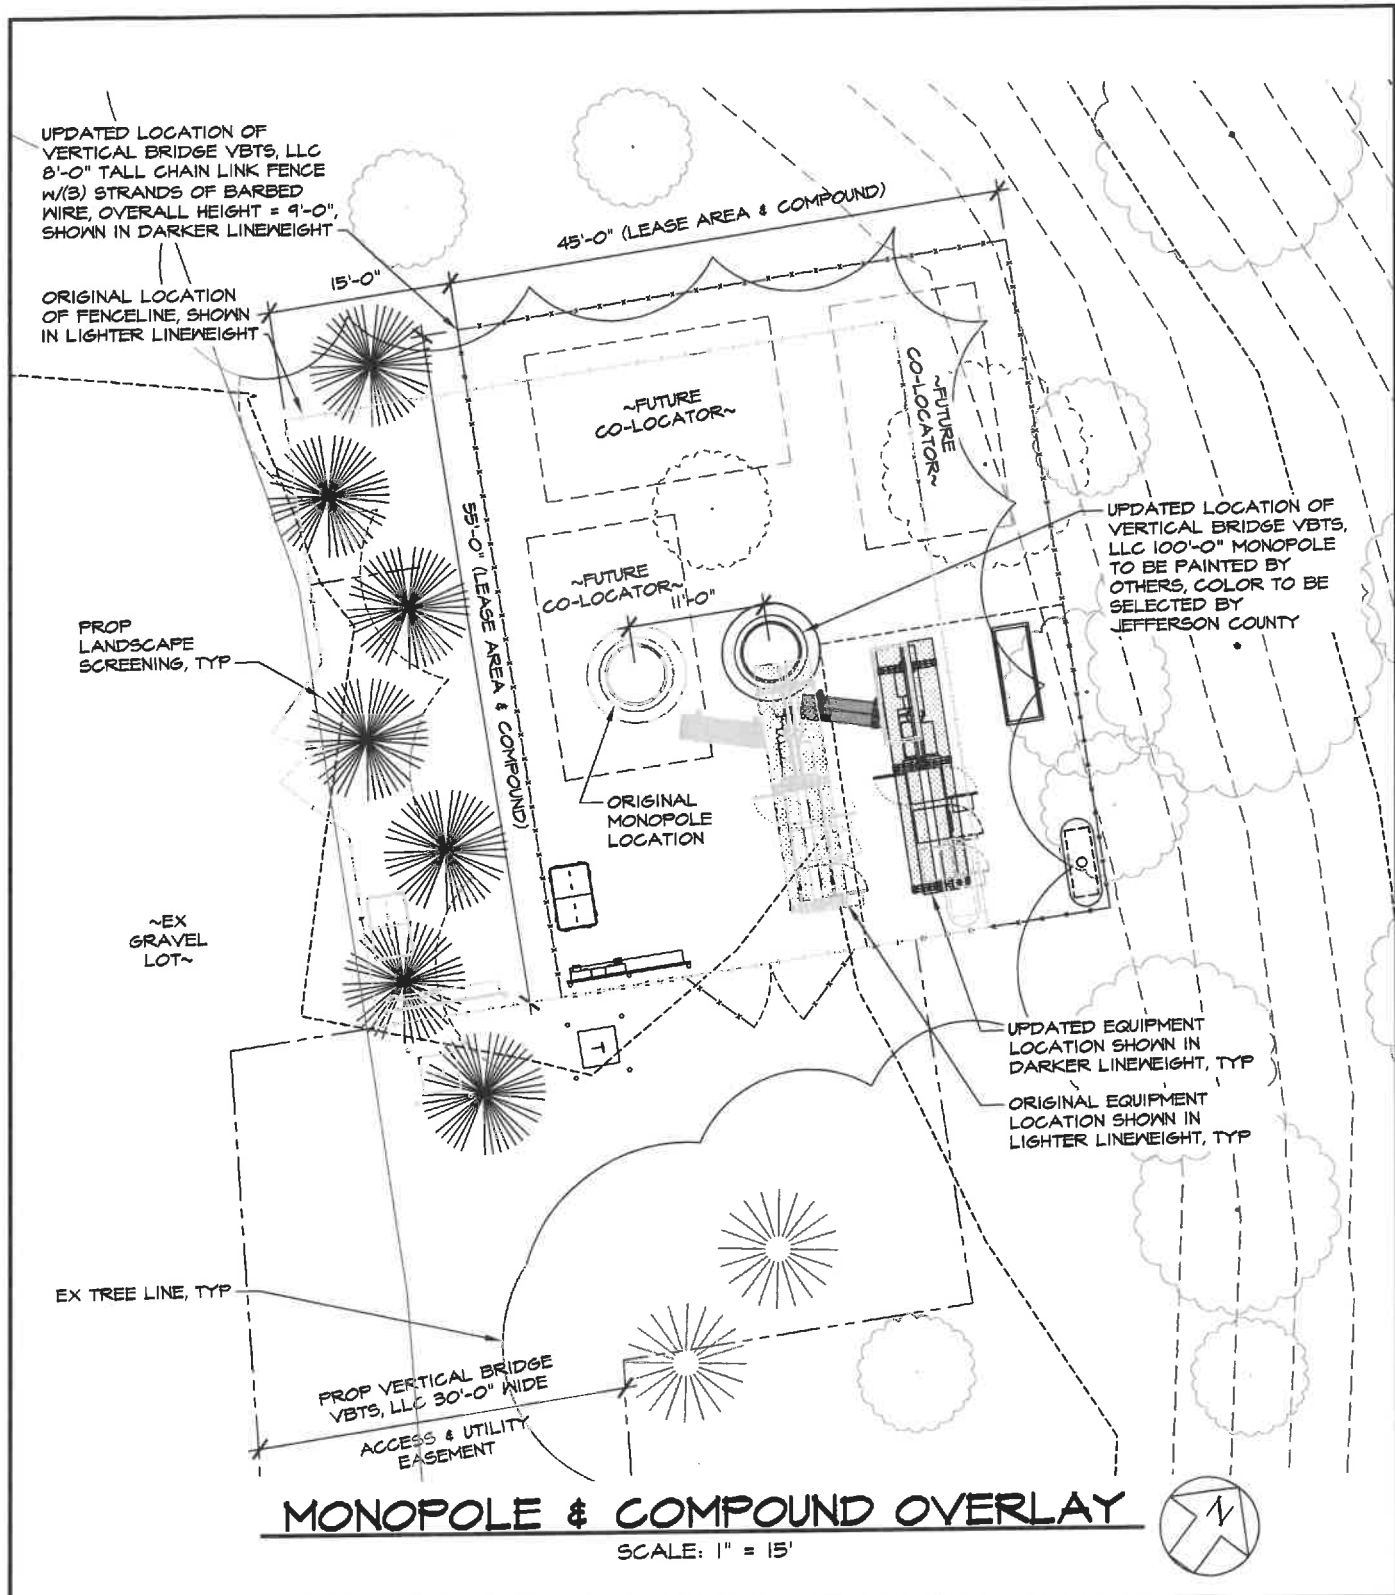 UPDATED LOCATION OF
VERTICAL BRIDGE VBTS, LLC
8'-0" TALL CHAIN LINK FENCE
W/(3) STRANDS OF BARBED
WIRE, OVERALL HEIGHT = 9'-0",
SHOWN IN DARKER LINEWEIGHT
ORIGINAL LOCATION
OF FENCELINE, SHOWN
IN LIGHTER LINEWEIGHT
15'-0"
45'-0" (LEASE AREA & COMPOUND)
~FUTURE
CO-LOCATOR~
~FUTURE
CO-LOCATOR~
55'-0" (LEASE AREA & COMPOUND)
~FUTURE
CO-LOCATOR~
11'-0"
UPDATED LOCATION OF
VERTICAL BRIDGE VBTS,
LLC 100'-0" MONOPOLE
TO BE PAINTED BY
OTHERS, COLOR TO BE
SELECTED BY
JEFFERSON COUNTY
PROP
LANDSCAPE
SCREENING, TYP
ORIGINAL
MONOPOLE
LOCATION
~EX
GRAVEL
LOT~
T
UPDATED EQUIPMENT
LOCATION SHOWN IN
DARKER LINEWEIGHT, TYP
ORIGINAL EQUIPMENT
LOCATION SHOWN IN
LIGHTER LINEWEIGHT, TYP
EX TREE LINE, TYP
PROP VERTICAL BRIDGE
VBTS, LLC 30'-0" WIDE
ACCESS & UTILITY
EASEMENT
MONOPOLE & COMPOUND OVERLAY
SCALE: 1" = 15'
N